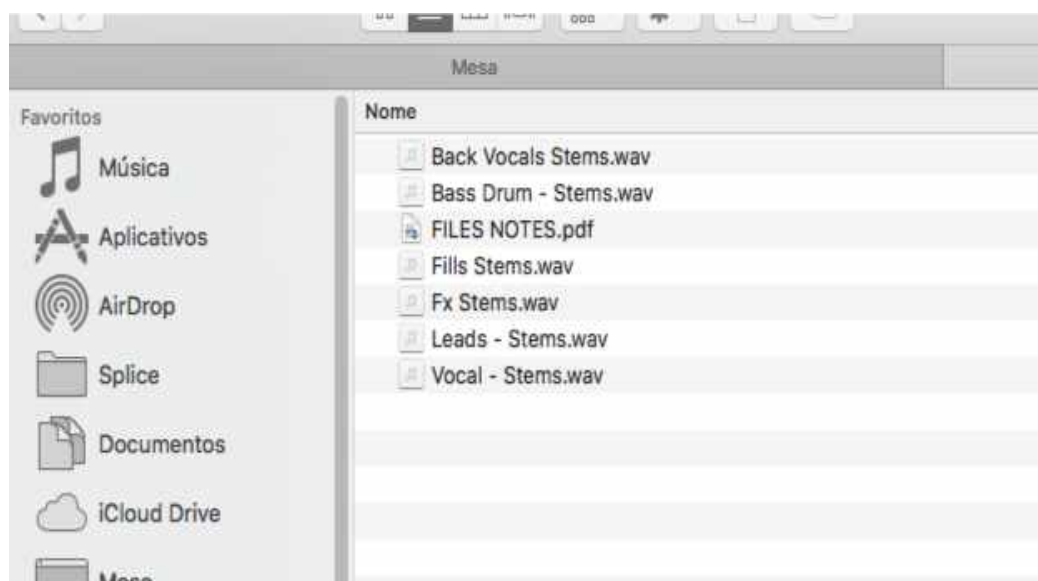 Mesa
Favoritos
Música
Aplicativos
AirDrop
Splice
Documentos
iCloud Drive
Mesa
Nome
Back Vocals Stems.wav
Bass Drum - Stems.wav
FILES NOTES.pdf
Fills Stems.wav
Fx Stems.wav
Leads - Stems.wav
Vocal - Stems.wav